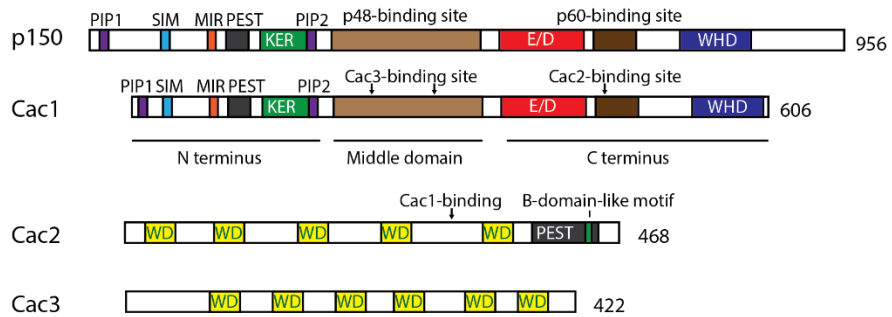 PIP1 SIM MIR PEST PIP2 p48-binding site p60-binding site
p150 KER E/D WHD 956
PIP1 SIM MIR PEST PIP2 Cac3-binding site Cac2-binding site
Cac1 KER E/D WHD 606
N terminus Middle domain C terminus
Cac1-binding B-domain-like motif
Cac2 WD WD WD WD WD PEST 468
Cac3 WD WD WD WD WD WD 422